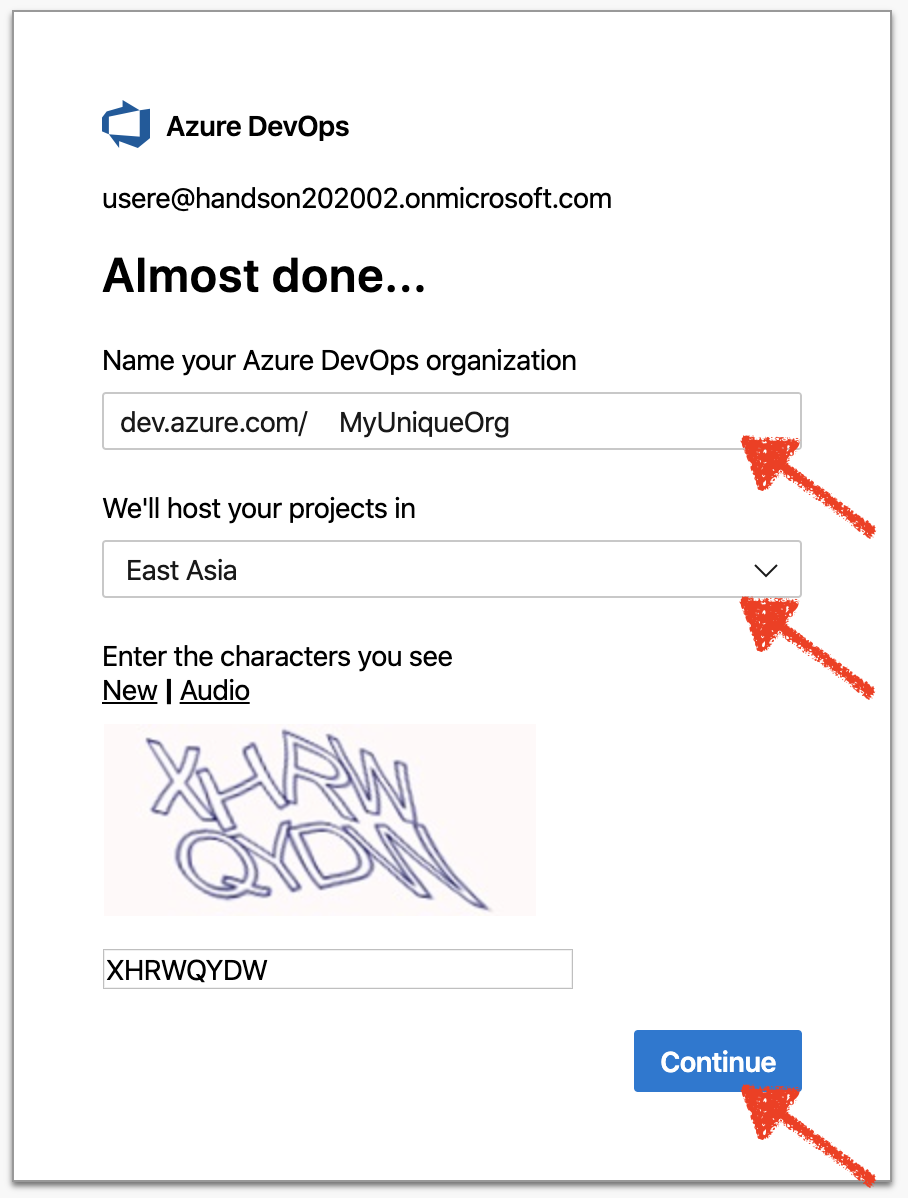 Azure DevOps
usere@handson202002.onmicrosoft.com
Almost done...
Name your Azure DevOps organization
dev.azure.com/ MyUniqueOrg
We'll host your projects in
East Asia
Enter the characters you see
New | Audio
XHRW
QYDW
XHRWQYDW
Continue